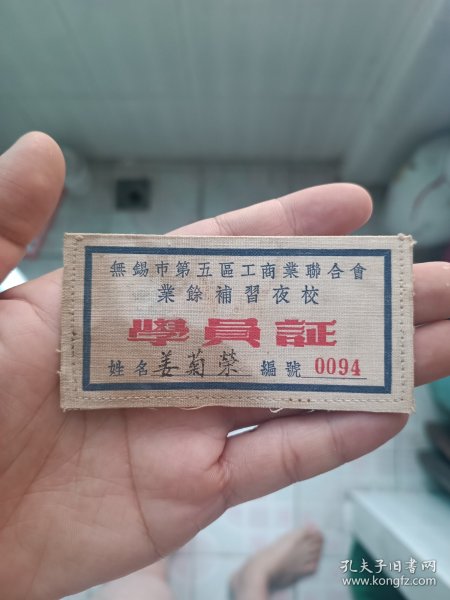 無錫市第五區工商業聯合會
業餘補習夜校
學員証
姓名 姜菊榮 編號 0094
孔夫子旧书网
www.kongfz.com